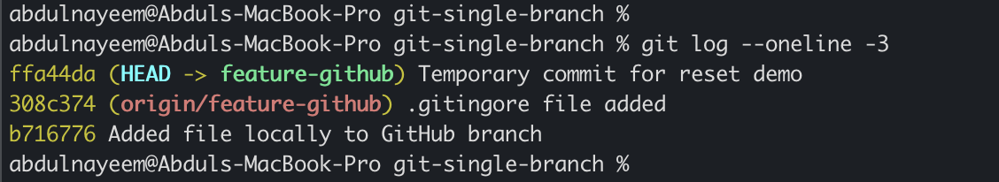 abdulnayeem@Abduls-MacBook-Pro git-single-branch %
abdulnayeem@Abduls-MacBook-Pro git-single-branch % git log --oneline -3
ffa44da (HEAD -> feature-github) Temporary commit for reset demo
308c374 (origin/feature-github) .gitingore file added
b716776 Added file locally to GitHub branch
abdulnayeem@Abduls-MacBook-Pro git-single-branch %